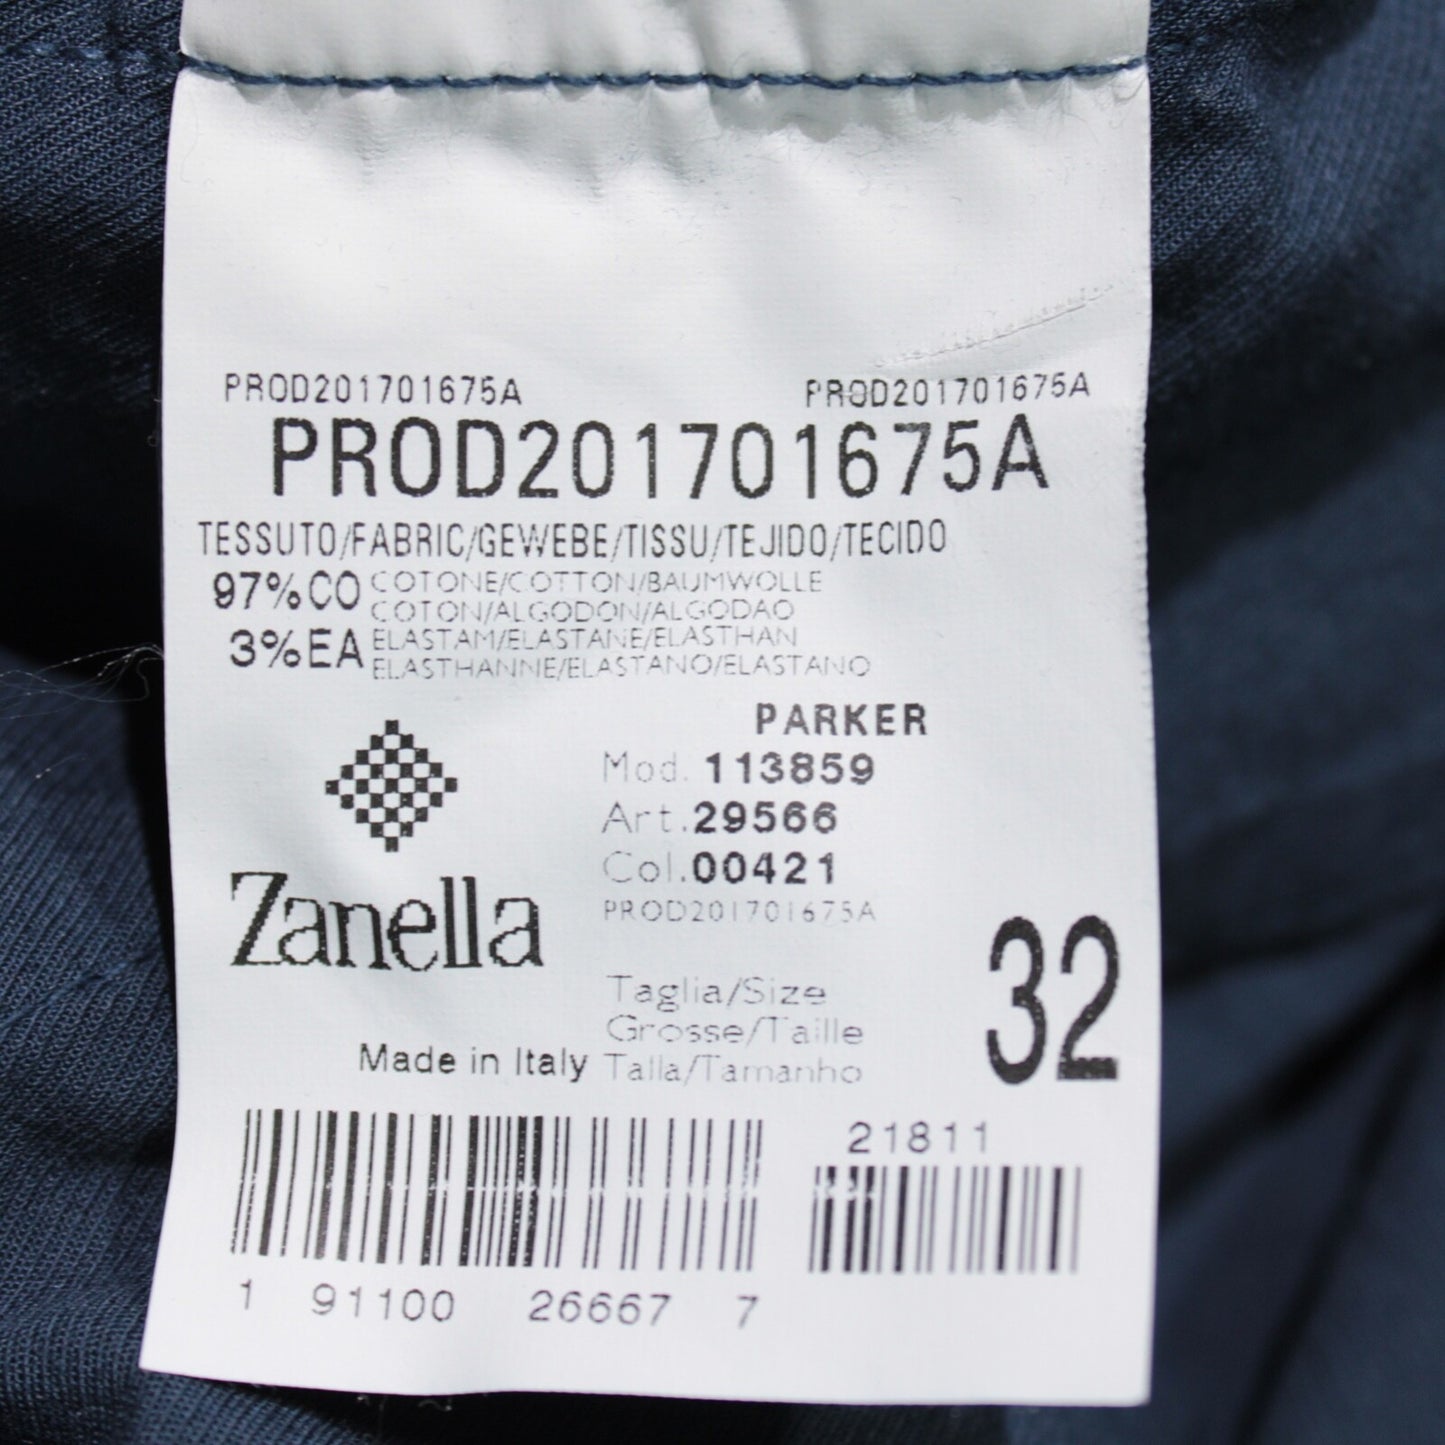 PROD201701675A PROD201701675A
PROD201701675A
TESSUTO/FABRIC/GEWEBE/TISSU/TEJIDO/TECIDO
97%CO COTONE/COTTON/BAUMWOLLE
COTON/ALGODON/ALGODAO
3%EA ELASTAM/ELASTANE/ELASTHAN
ELASTHANNE/ELASTANO/ELASTANO
PARKER
Mod. 113859
Art. 29566
Col. 00421
PROD201701675A
Zanella
Taglia/Size
Grosse/Taille
Talla/Tamanho
32
Made in Italy
21811
1 91100 26667 7